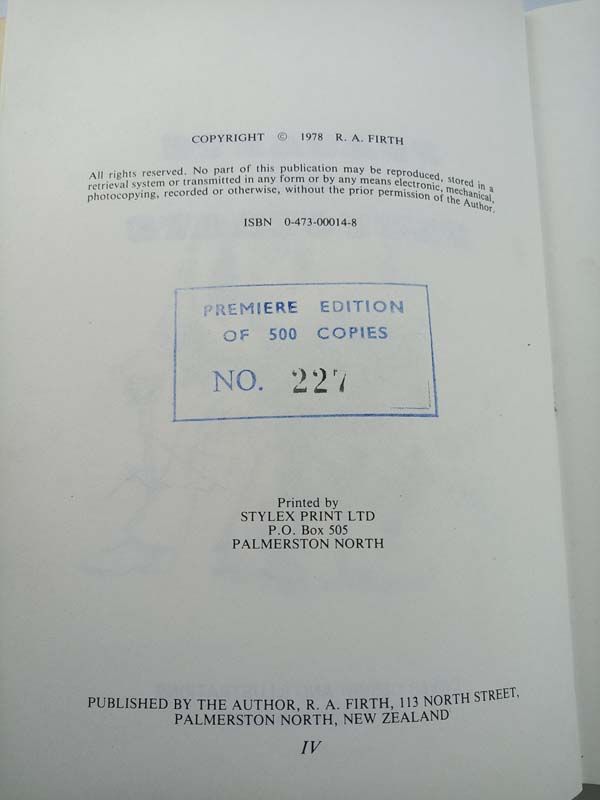 COPYRIGHT © 1978 R. A. FIRTH
All rights reserved. No part of this publication may be reproduced, stored in a
retrieval system or transmitted in any form or by any means electronic, mechanical,
photocopying, recorded or otherwise, without the prior permission of the Author.
ISBN 0-473-00014-8
PREMIERE EDITION
OF 500 COPIES
NO. 227
Printed by
STYLEX PRINT LTD
P.O. Box 505
PALMERSTON NORTH
PUBLISHED BY THE AUTHOR, R. A. FIRTH, 113 NORTH STREET,
PALMERSTON NORTH, NEW ZEALAND
IV